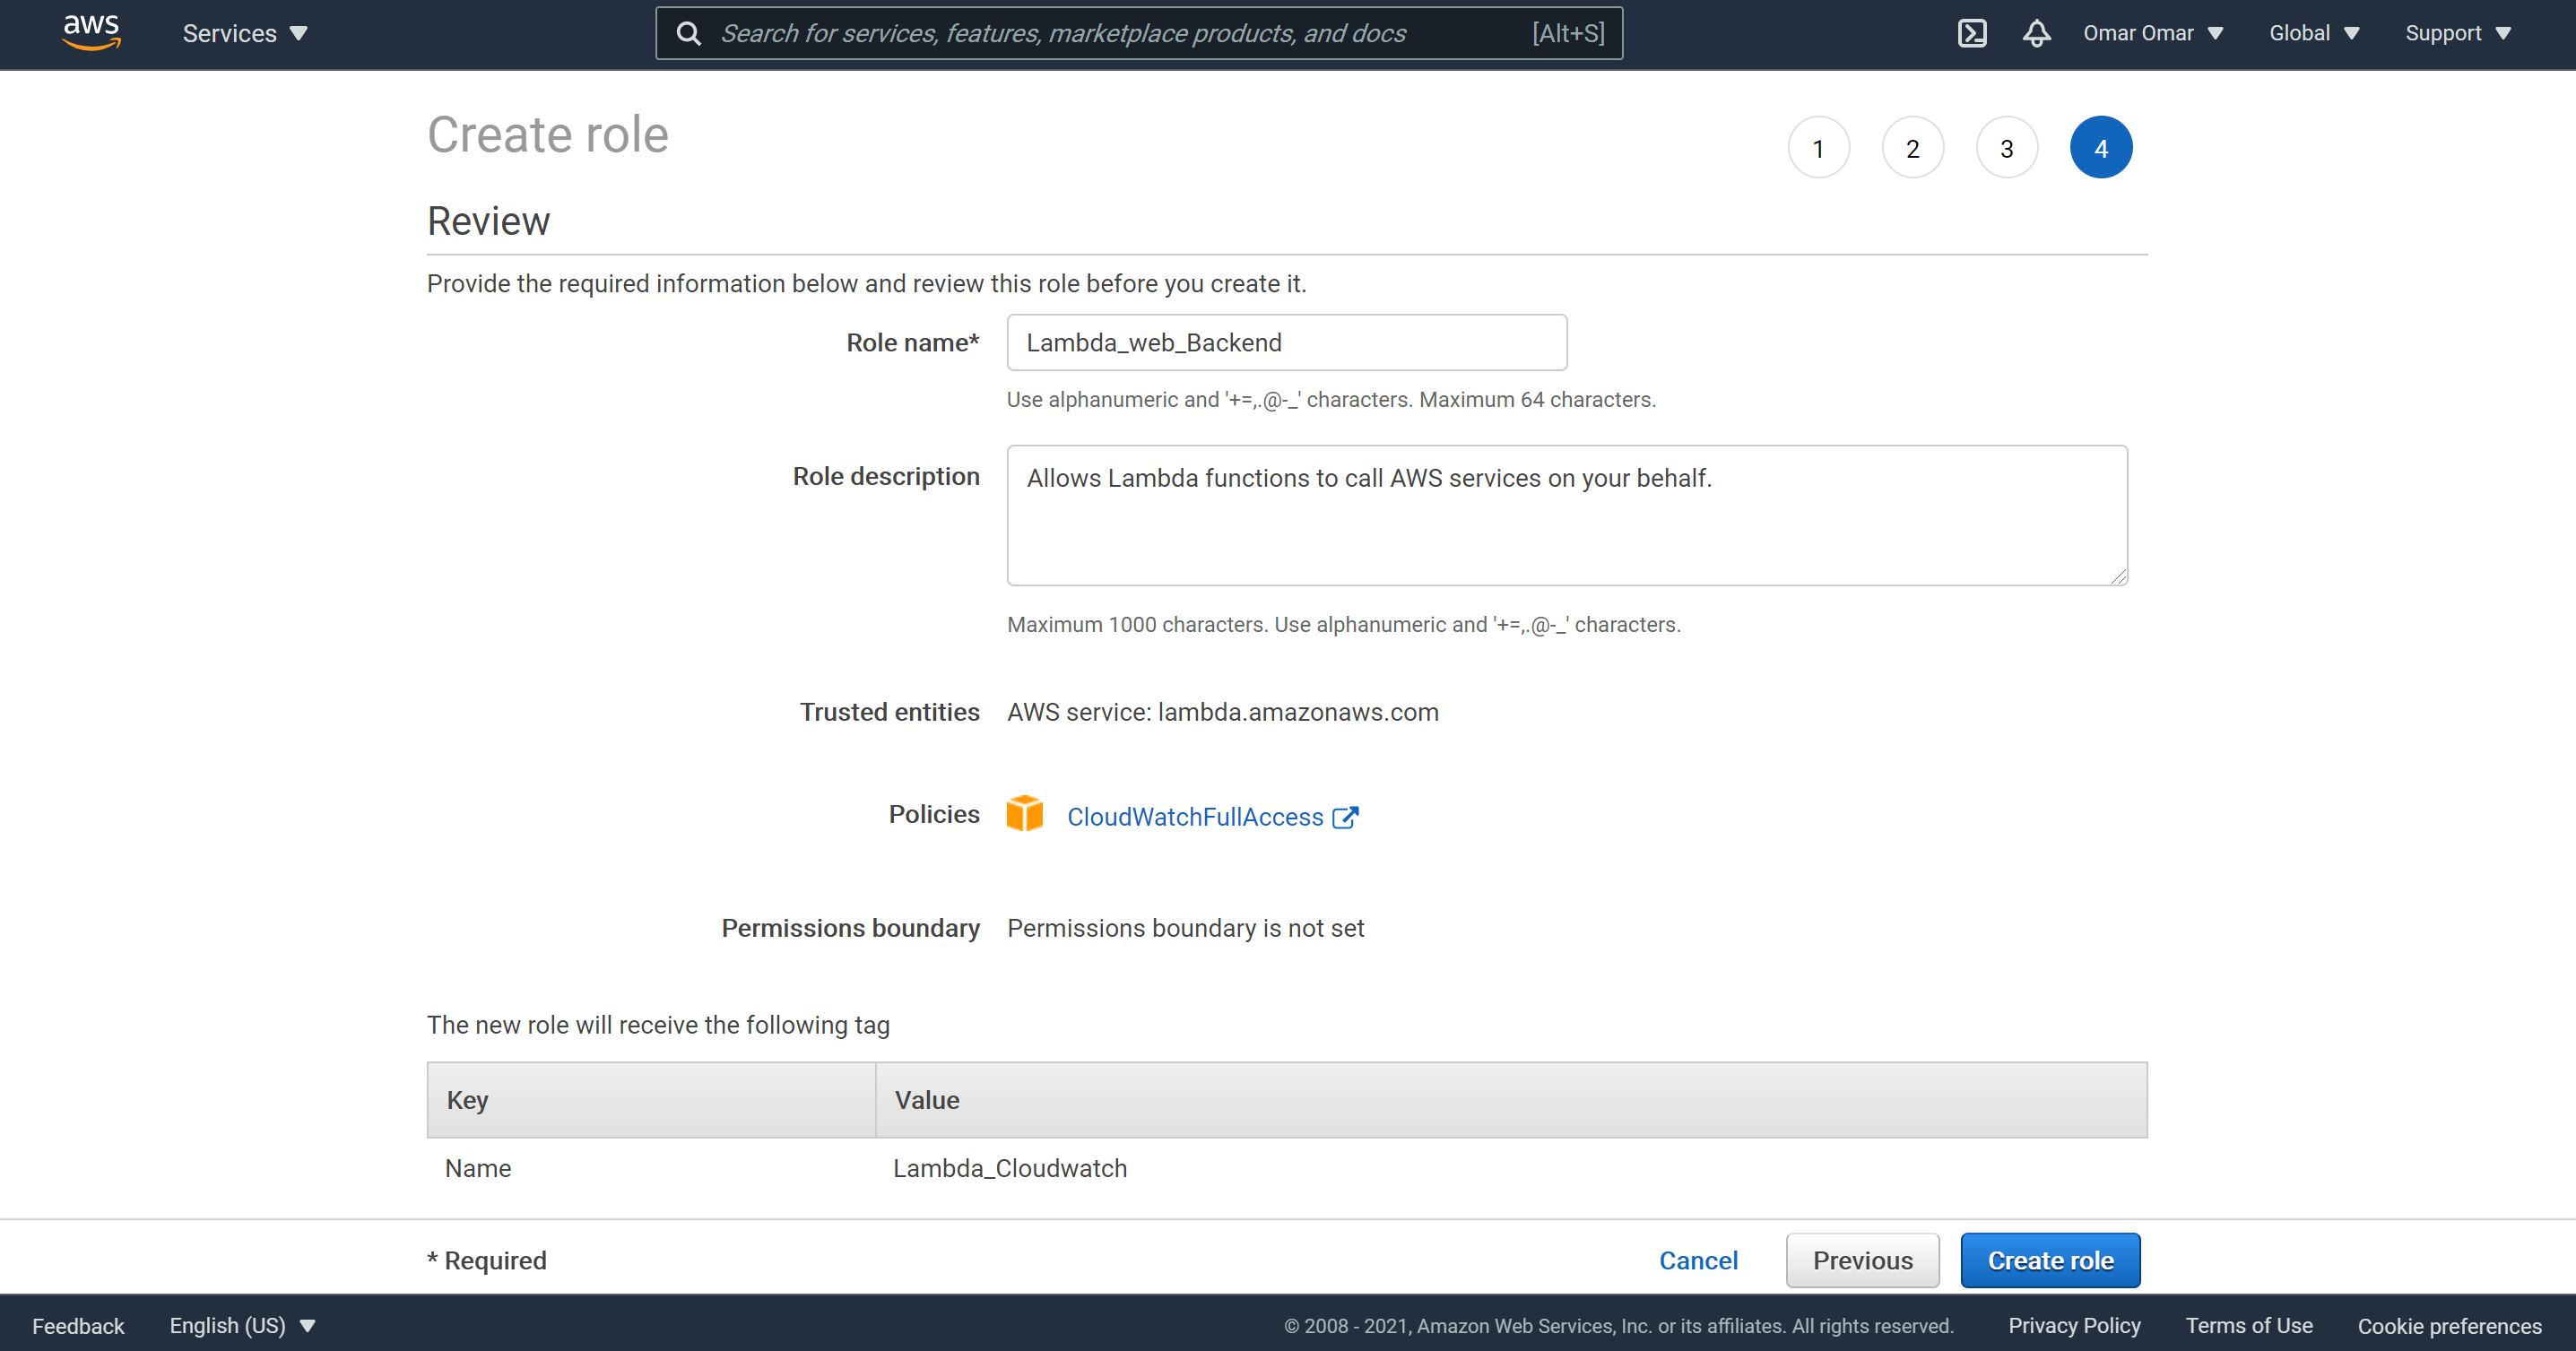 aws Services Search for services, features, marketplace products, and docs [Alt+S] Omar Omar Global Support
Create role 1 2 3 4
Review
Provide the required information below and review this role before you create it.
Role name* Lambda_web_Backend
Use alphanumeric and '+=,.@-_' characters. Maximum 64 characters.
Role description Allows Lambda functions to call AWS services on your behalf.
Maximum 1000 characters. Use alphanumeric and '+=,.@-_' characters.
Trusted entities AWS service: lambda.amazonaws.com
Policies CloudWatchFullAccess
Permissions boundary Permissions boundary is not set
The new role will receive the following tag
Key Value
Name Lambda_Cloudwatch
* Required Cancel Previous Create role
Feedback English (US) © 2008 - 2021, Amazon Web Services, Inc. or its affiliates. All rights reserved. Privacy Policy Terms of Use Cookie preferences